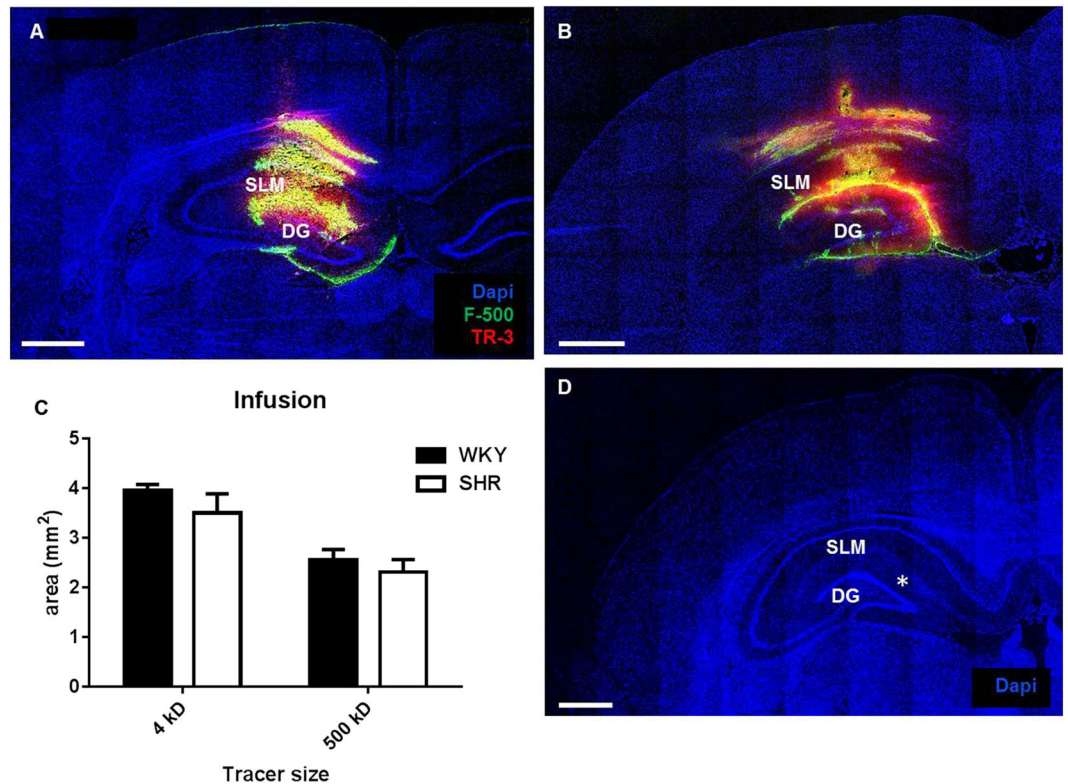 A
SLM
DG
Dapi
F-500
TR-3
B
SLM
DG
C
Infusion
WKY
SHR
area (mm²)
5
4
3
2
1
0
4 kD
500 kD
Tracer size
D
SLM
*
DG
Dapi